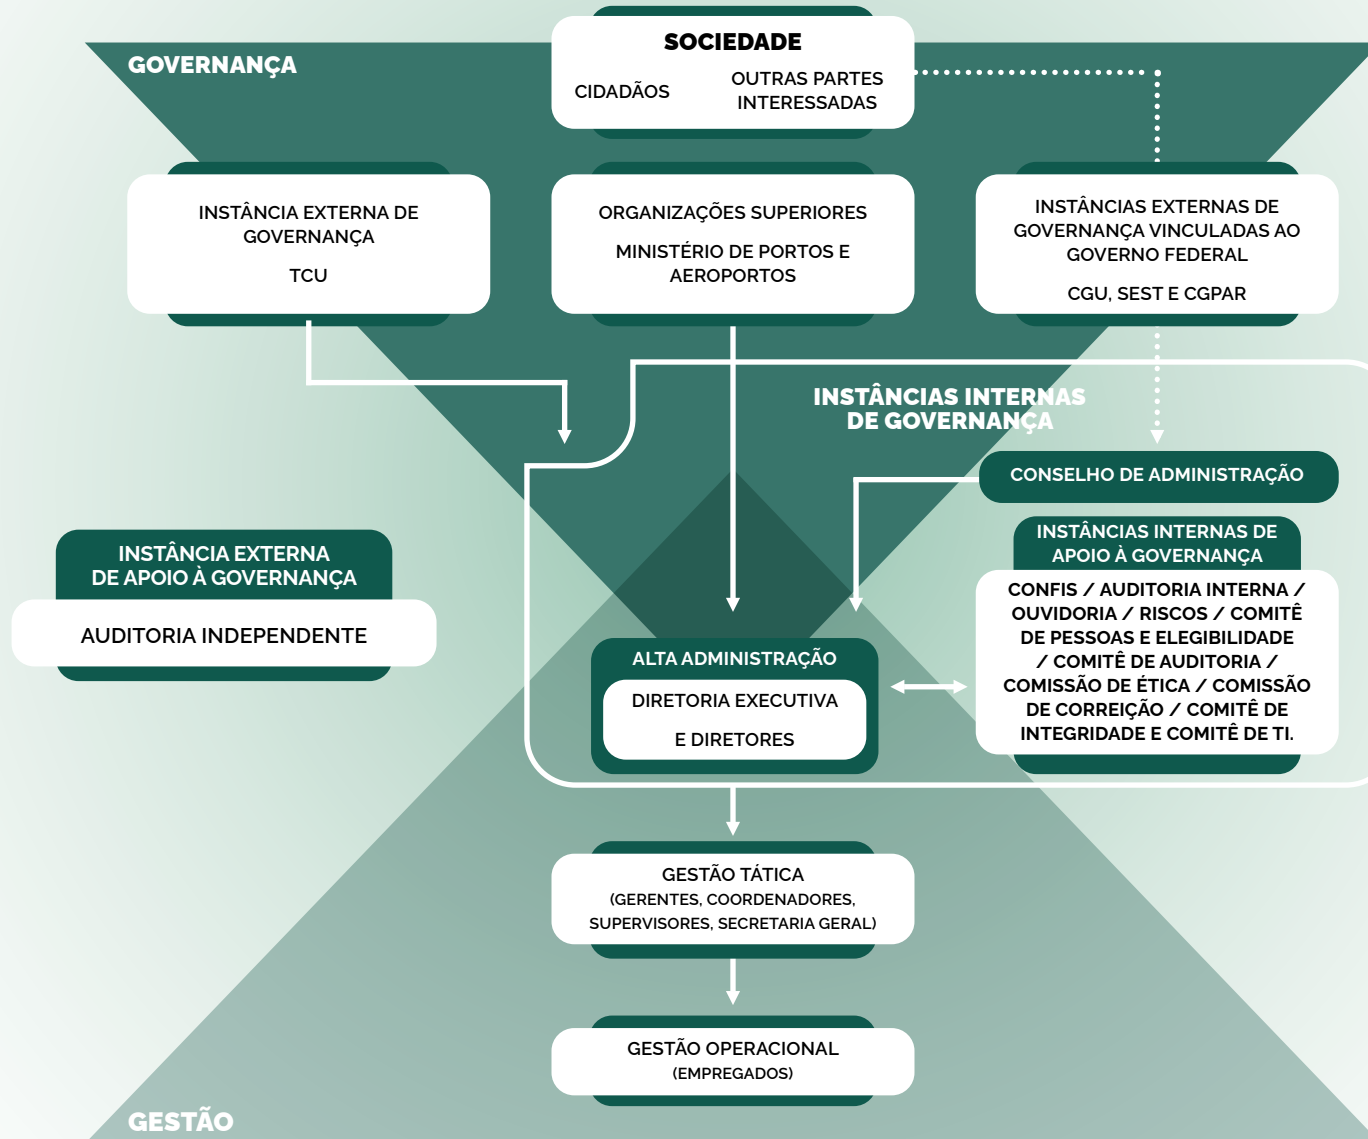 GOVERNANÇA
SOCIEDADE
CIDADÃOS
OUTRAS PARTES
INTERESSADAS
INSTÂNCIA EXTERNA DE
GOVERNANÇA
TCU
ORGANIZAÇÕES SUPERIORES
MINISTÉRIO DE PORTOS E
AEROPORTOS
INSTÂNCIAS EXTERNAS DE
GOVERNANÇA VINCULADAS AO
GOVERNO FEDERAL
CGU, SEST E CGPAR
INSTÂNCIAS INTERNAS
DE GOVERNANÇA
CONSELHO DE ADMINISTRAÇÃO
INSTÂNCIA EXTERNA
DE APOIO À GOVERNANÇA
AUDITORIA INDEPENDENTE
INSTÂNCIAS INTERNAS DE
APOIO À GOVERNANÇA
CONFIS / AUDITORIA INTERNA /
OUVIDORIA / RISCOS / COMITÊ
DE PESSOAS E ELEGIBILIDADE
/ COMITÊ DE AUDITORIA /
COMISSÃO DE ÉTICA / COMISSÃO
DE CORREIÇÃO / COMITÊ DE
INTEGRIDADE E COMITÊ DE TI.
ALTA ADMINISTRAÇÃO
DIRETORIA EXECUTIVA
E DIRETORES
GESTÃO TÁTICA
(GERENTES, COORDENADORES,
SUPERVISORES, SECRETARIA GERAL)
GESTÃO OPERACIONAL
(EMPREGADOS)
GESTÃO